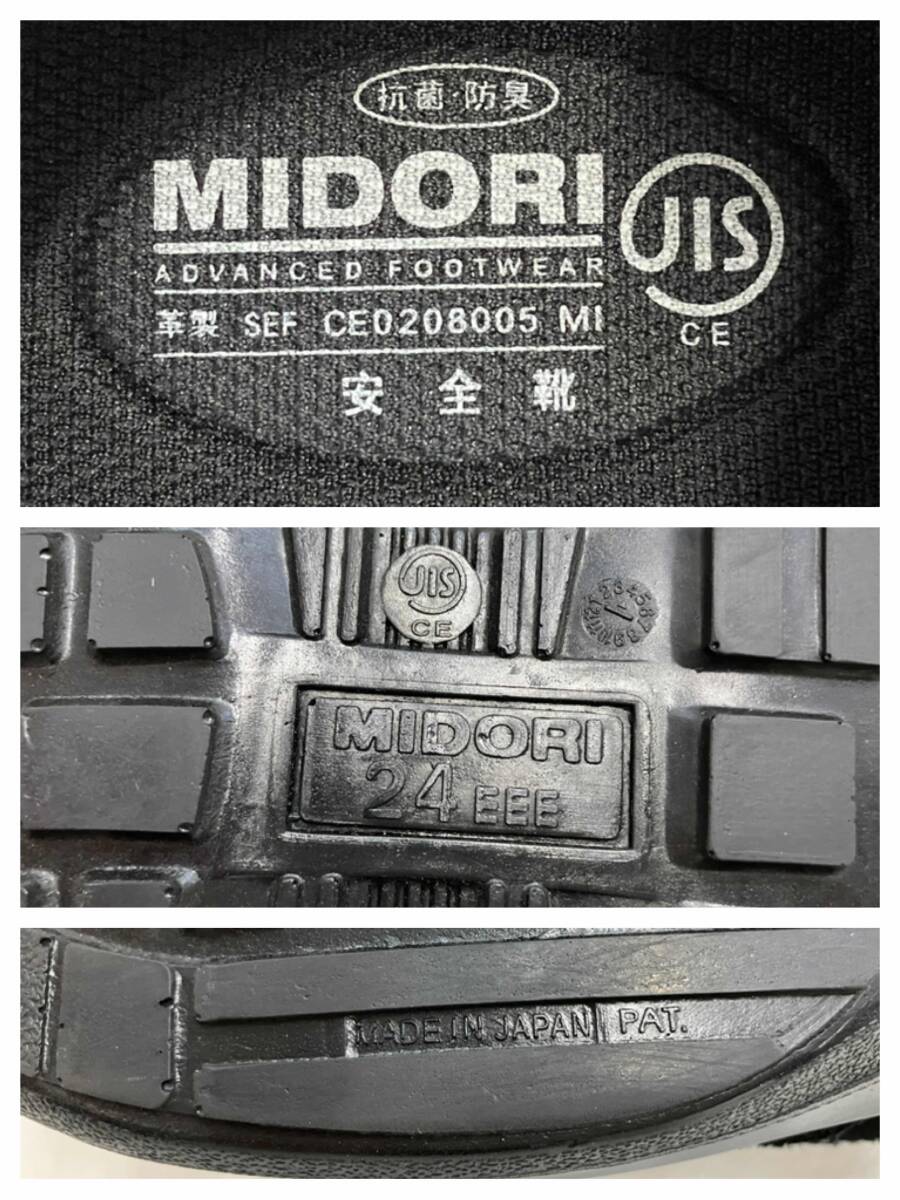 抗菌・防臭
MIDORI
JIS
ADVANCED FOOTWEAR
革製 SEF CE0208005 MI
CE
安全靴
JIS
CE
MIDORI
24 EEE
MADE IN JAPAN PAT.